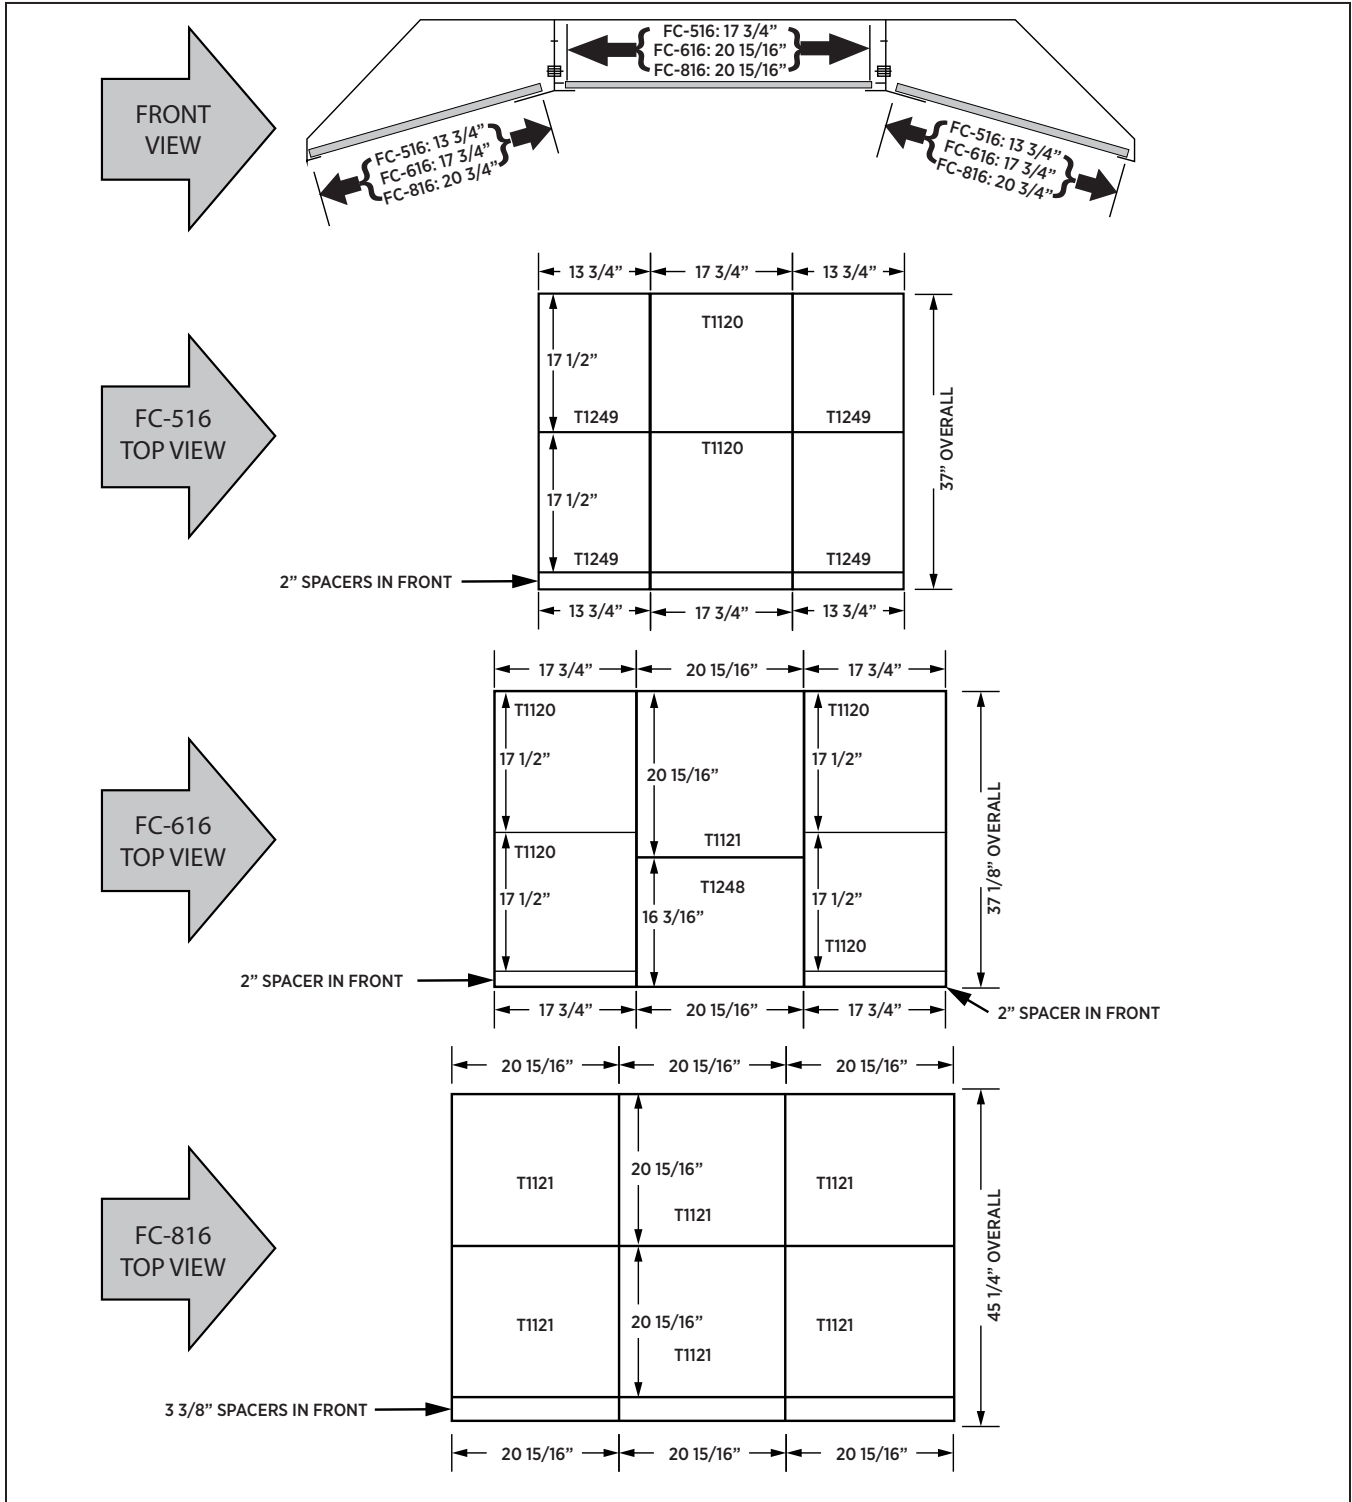 FRONT
VIEW
FC-516: 17 3/4”
FC-616: 20 15/16”
FC-816: 20 15/16”
FC-516: 13 3/4”
FC-616: 17 3/4”
FC-816: 20 3/4”
FC-516: 13 3/4”
FC-616: 17 3/4”
FC-816: 20 3/4”
FC-516
TOP VIEW
13 3/4” 17 3/4” 13 3/4”
T1120
17 1/2”
T1249 T1249
T1120
17 1/2”
T1249 T1249
37” OVERALL
2” SPACERS IN FRONT
13 3/4” 17 3/4” 13 3/4”
FC-616
TOP VIEW
17 3/4” 20 15/16” 17 3/4”
T1120 T1120
17 1/2” 17 1/2”
20 15/16”
T1121
T1120
T1248
17 1/2” 17 1/2”
16 3/16”
T1120
37 1/8” OVERALL
2” SPACER IN FRONT
17 3/4” 20 15/16” 17 3/4”
2” SPACER IN FRONT
FC-816
TOP VIEW
20 15/16” 20 15/16” 20 15/16”
20 15/16”
T1121 T1121
T1121
20 15/16”
T1121 T1121
T1121
45 1/4” OVERALL
3 3/8” SPACERS IN FRONT
20 15/16” 20 15/16” 20 15/16”